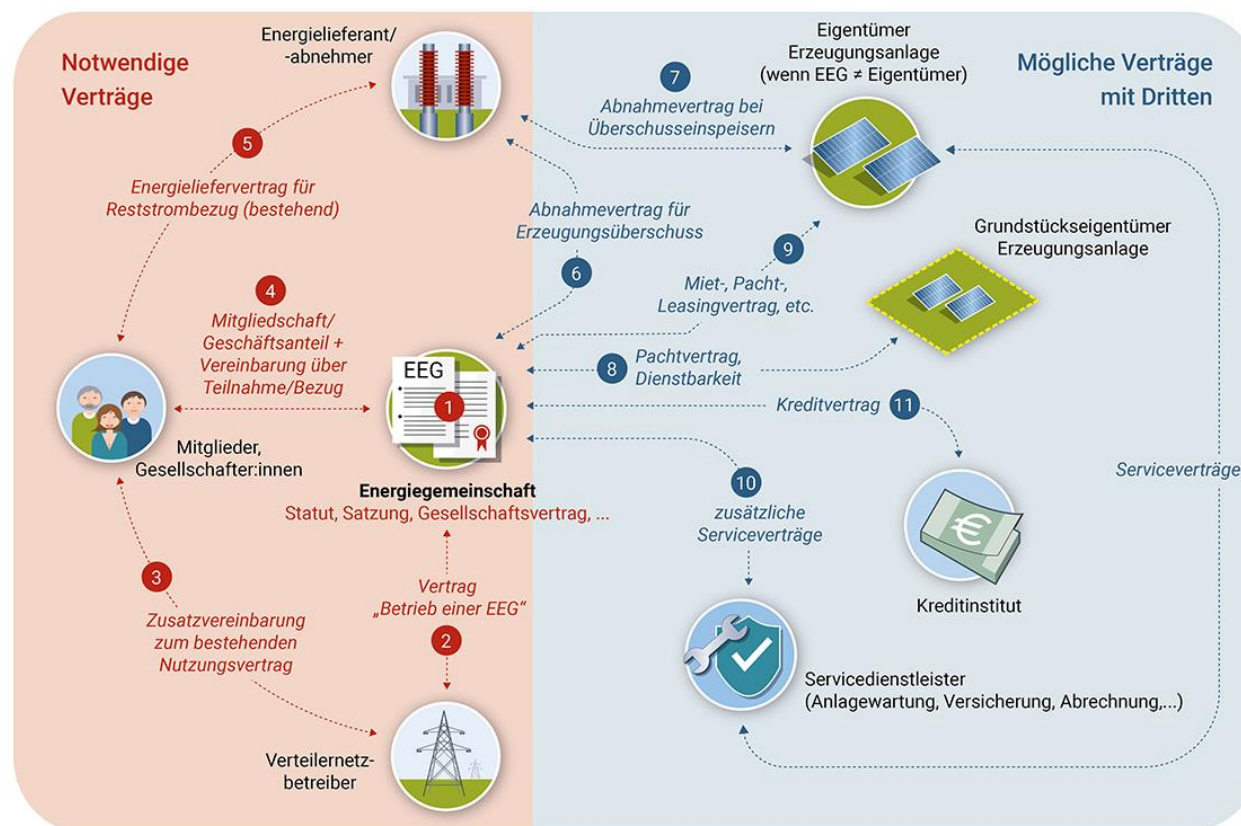 Notwendige
Verträge
Energielieferant/
-abnehmer
Eigentümer
Erzeugungsanlage
(wenn EEG ≠ Eigentümer)
Mögliche Verträge
mit Dritten
7
Abnahmevertrag bei
Überschusseinspeisern
5
Energieliefervertrag für
Reststrombezug (bestehend)
Abnahmevertrag für
Erzeugungsüberschuss
6
Grundstückseigentümer
Erzeugungsanlage
9
Miet-, Pacht-,
Leasingvertrag, etc.
4
Mitgliedschaft/
Geschäftsanteil +
Vereinbarung über
Teilnahme/Bezug
EEG
1
8
Pachtvertrag,
Dienstbarkeit
Kreditvertrag
11
Mitglieder,
Gesellschafter:innen
Energiegemeinschaft
Statut, Satzung, Gesellschaftsvertrag, ...
10
zusätzliche
Serviceverträge
Serviceverträge
€
Kreditinstitut
3
Zusatzvereinbarung
zum bestehenden
Nutzungsvertrag
Vertrag
„Betrieb einer EEG“
2
Servicedienstleister
(Anlagewartung, Versicherung, Abrechnung,...)
Verteilernetz-
betreiber